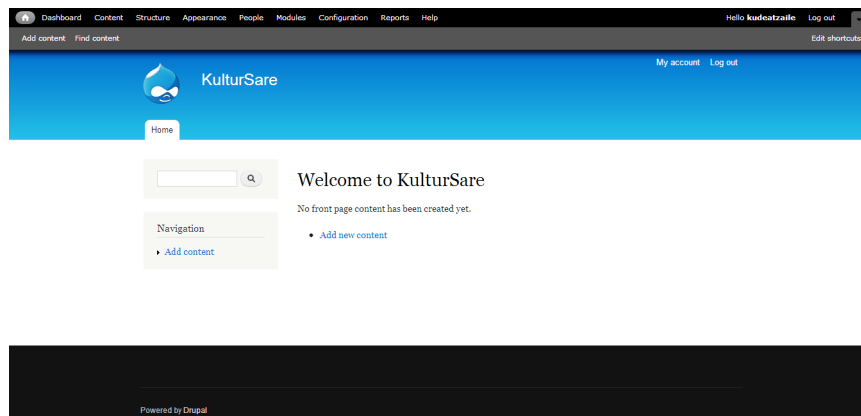 Dashboard Content Structure Appearance People Modules Configuration Reports Help Hello kudeatzaile Log out
Add content Find content Edit shortcuts
My account Log out
KulturSare
Home
Welcome to KulturSare
No front page content has been created yet.
Navigation
Add new content
Add content
Powered by Drupal